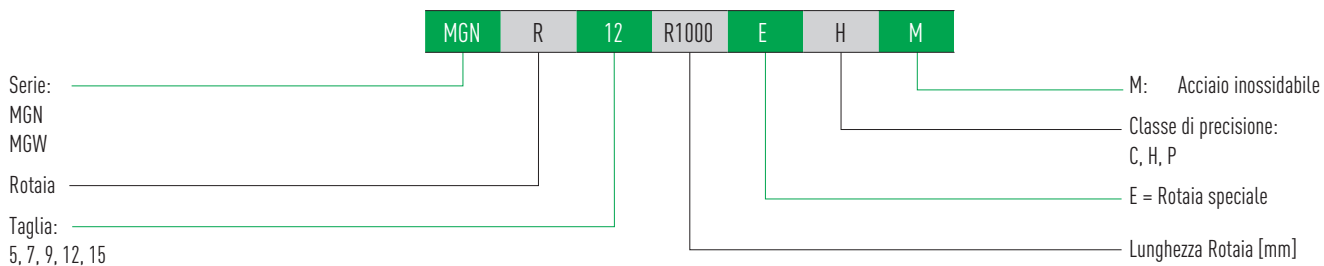 MGN R 12 R1000 E H M
Serie:
MGN
MGW
Rotaia
Taglia:
5, 7, 9, 12, 15
M: Acciaio inossidabile
Classe di precisione:
C, H, P
E = Rotaia speciale
Lunghezza Rotaia [mm]